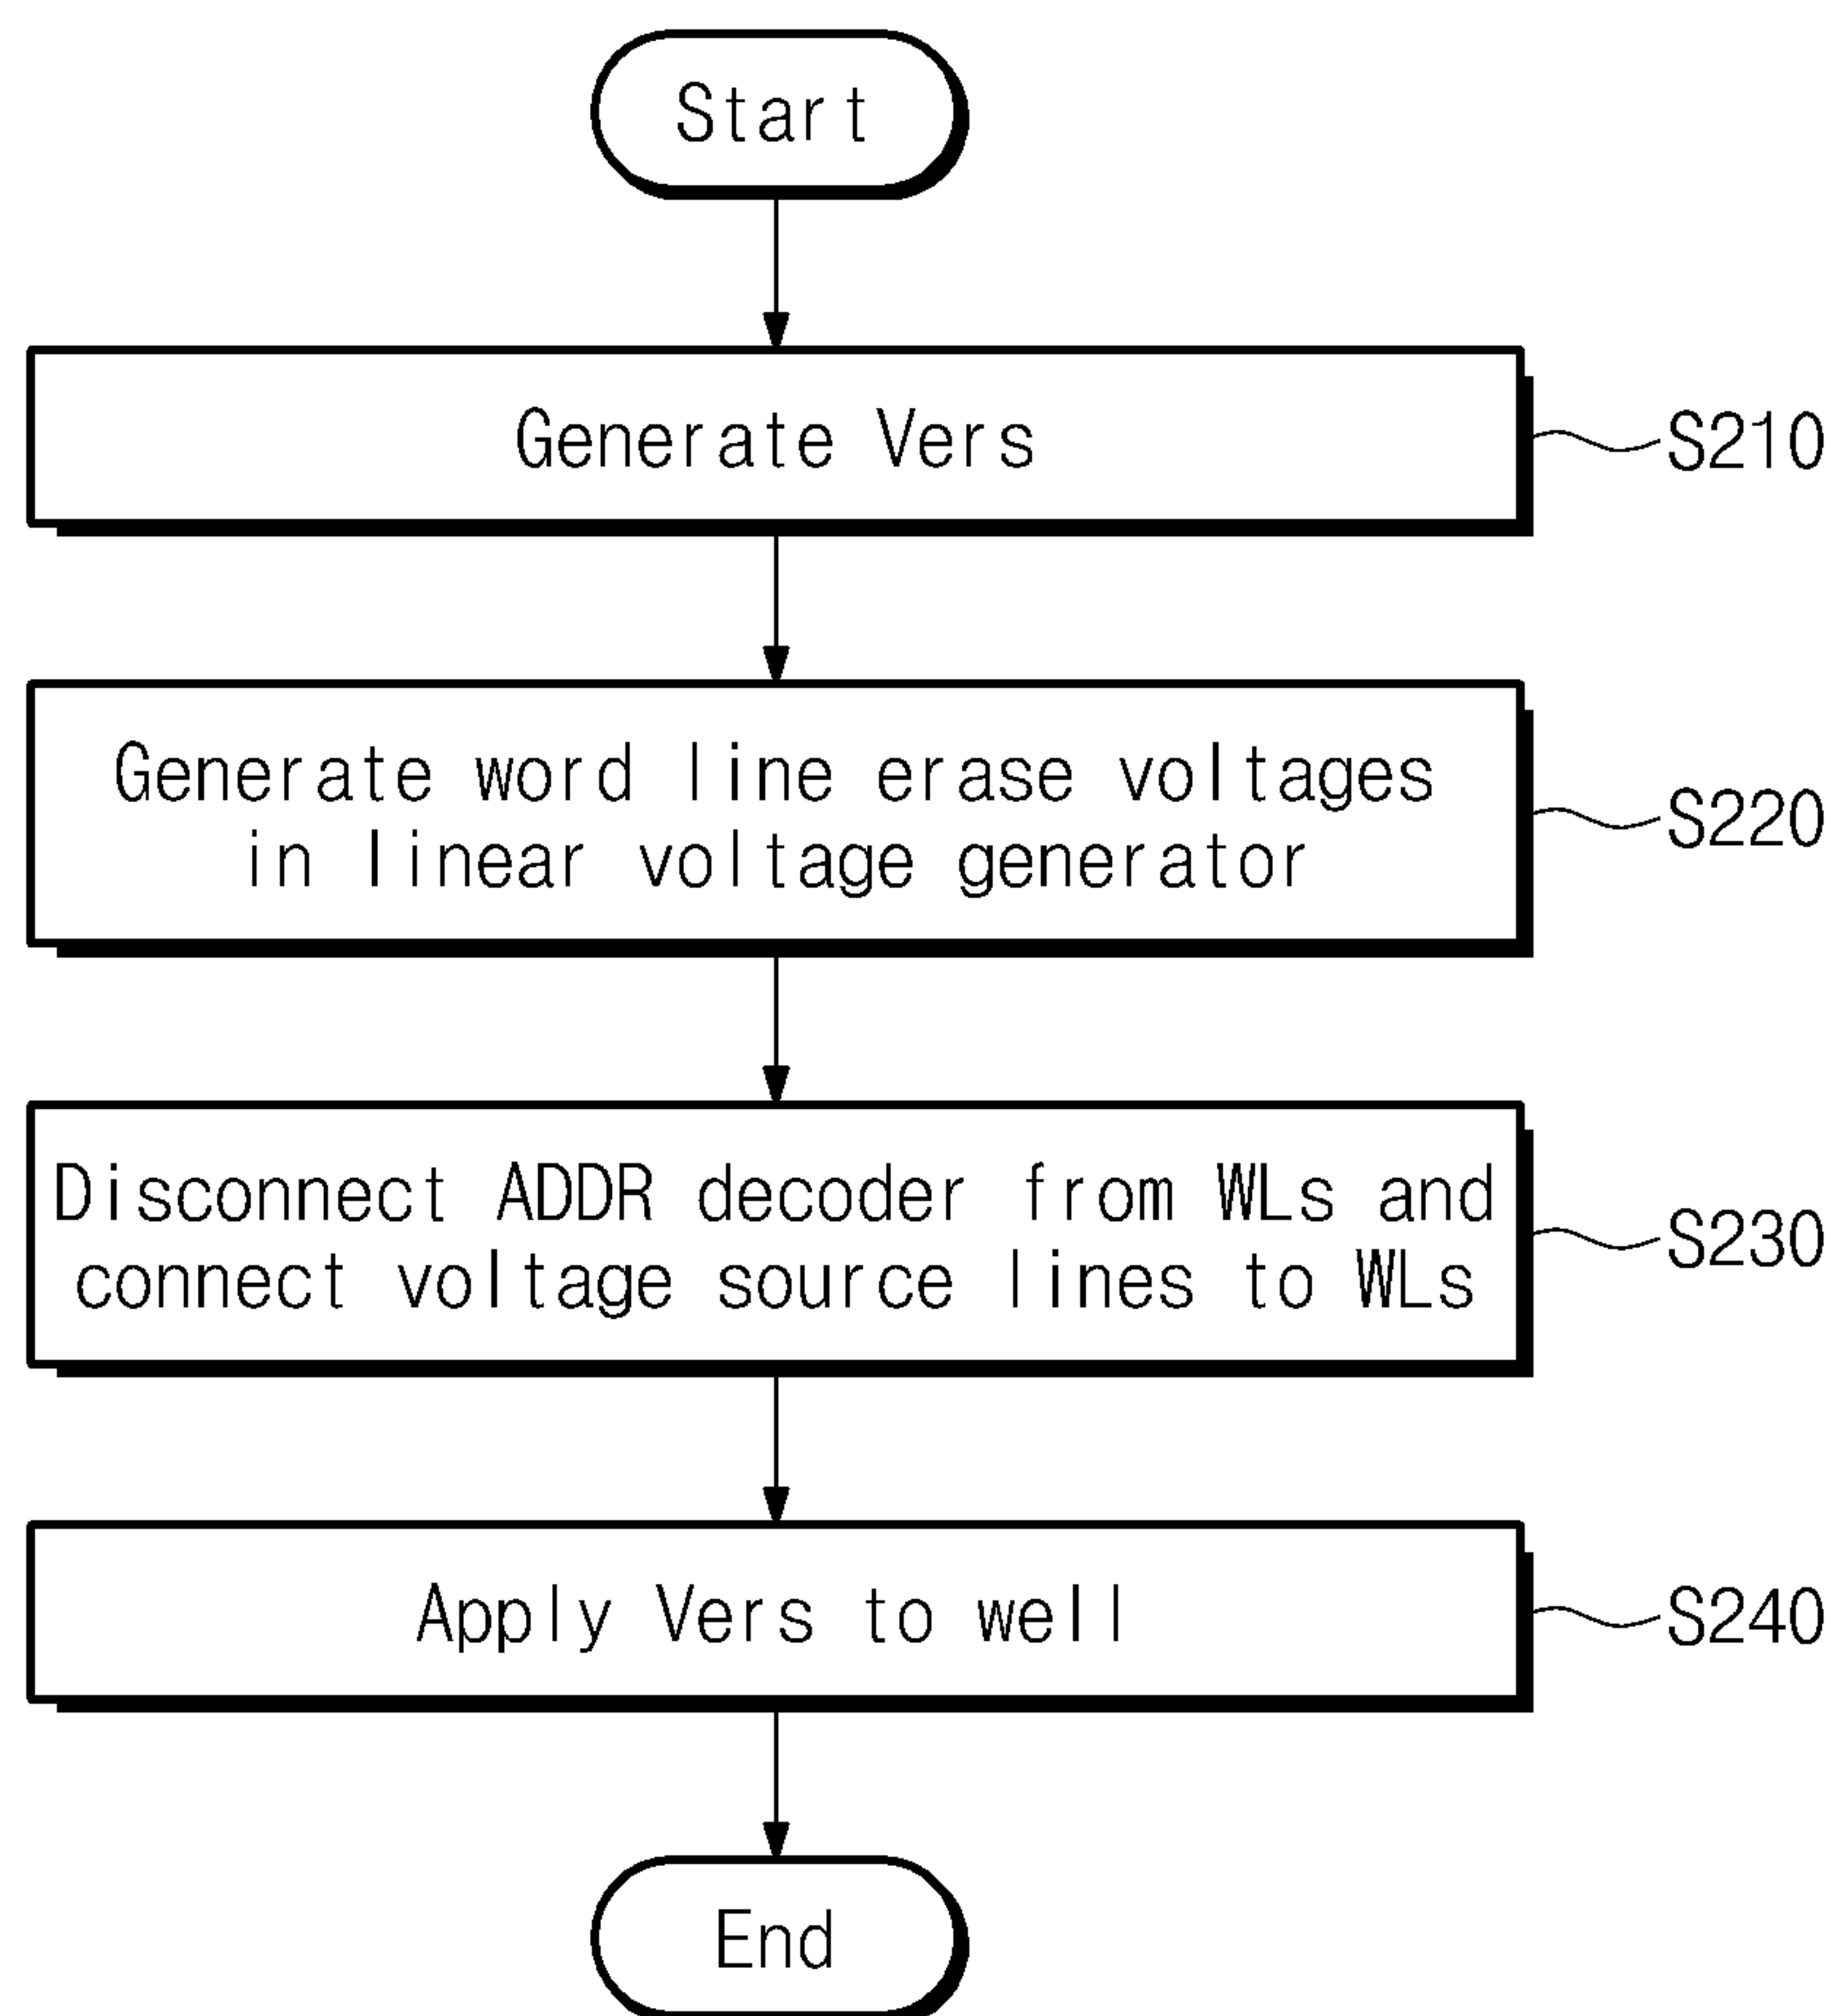 Start
Generate Vers
S210
Generate word line erase voltages
in linear voltage generator
S220
Disconnect ADDR decoder from WLs and
connect voltage source lines to WLs
S230
Apply Vers to well
S240
End